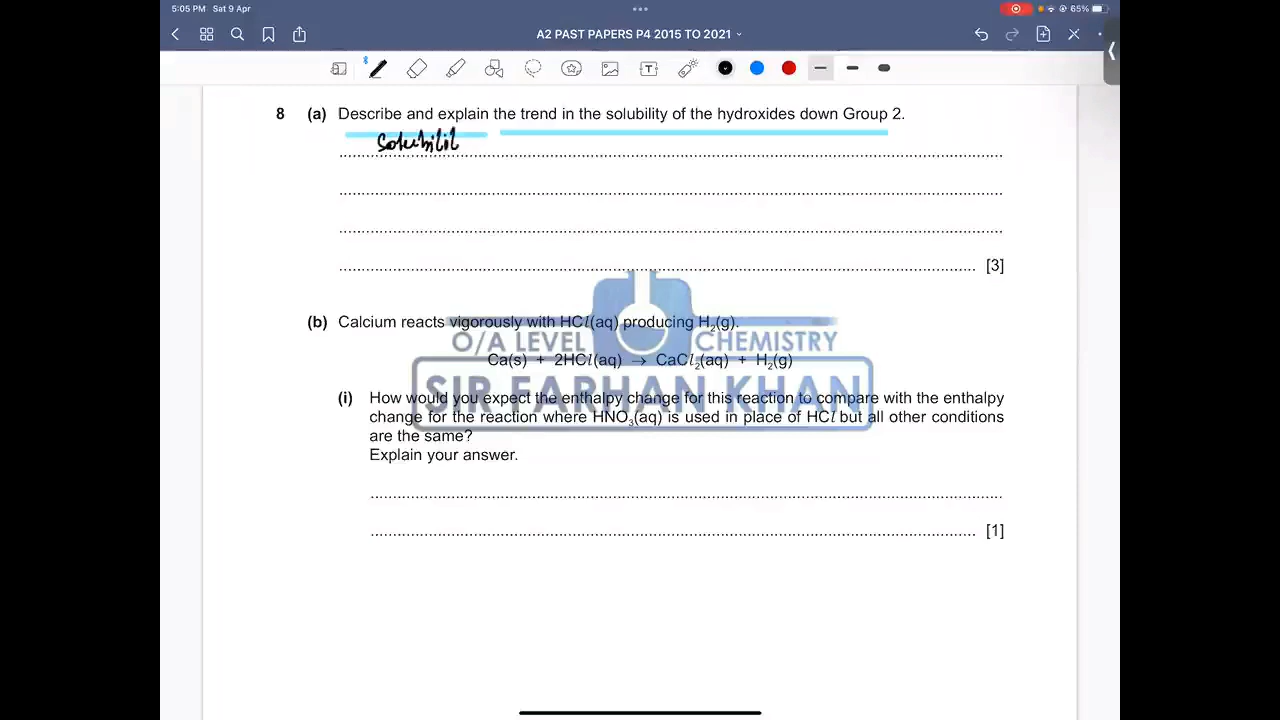 5:05 PM Sat 9 Apr
65%
A2 PAST PAPERS P4 2015 TO 2021
8 (a) Describe and explain the trend in the solubility of the hydroxides down Group 2.
Solubilit
[3]
(b) Calcium reacts vigorously with HCl(aq) producing H₂(g).
O/A LEVEL CHEMISTRY
Ca(s) + 2HCl(aq) → CaCl₂(aq) + H₂(g)
SIR FARHAN KHAN
(i) How would you expect the enthalpy change for this reaction to compare with the enthalpy
change for the reaction where HNO₃(aq) is used in place of HCl but all other conditions
are the same?
Explain your answer.
[1]